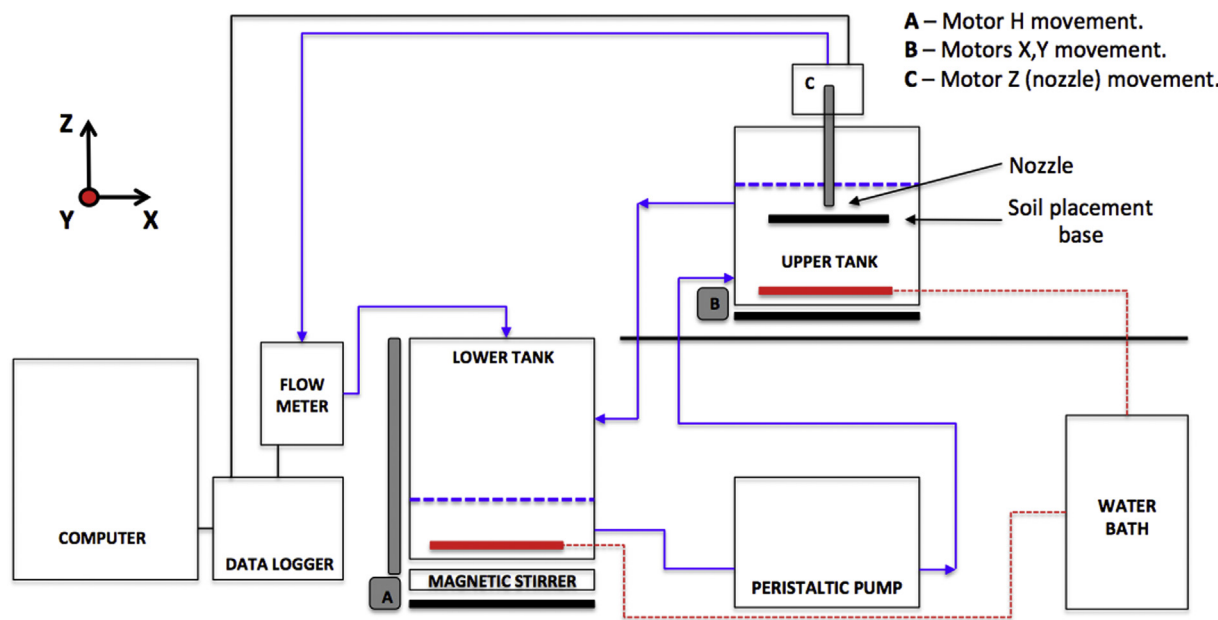 A – Motor H movement.
B – Motors X,Y movement.
C – Motor Z (nozzle) movement.
C
Z
Y
X
Nozzle
Soil placement
base
UPPER TANK
B
LOWER TANK
FLOW
METER
COMPUTER
DATA LOGGER
MAGNETIC STIRRER
A
PERISTALTIC PUMP
WATER
BATH